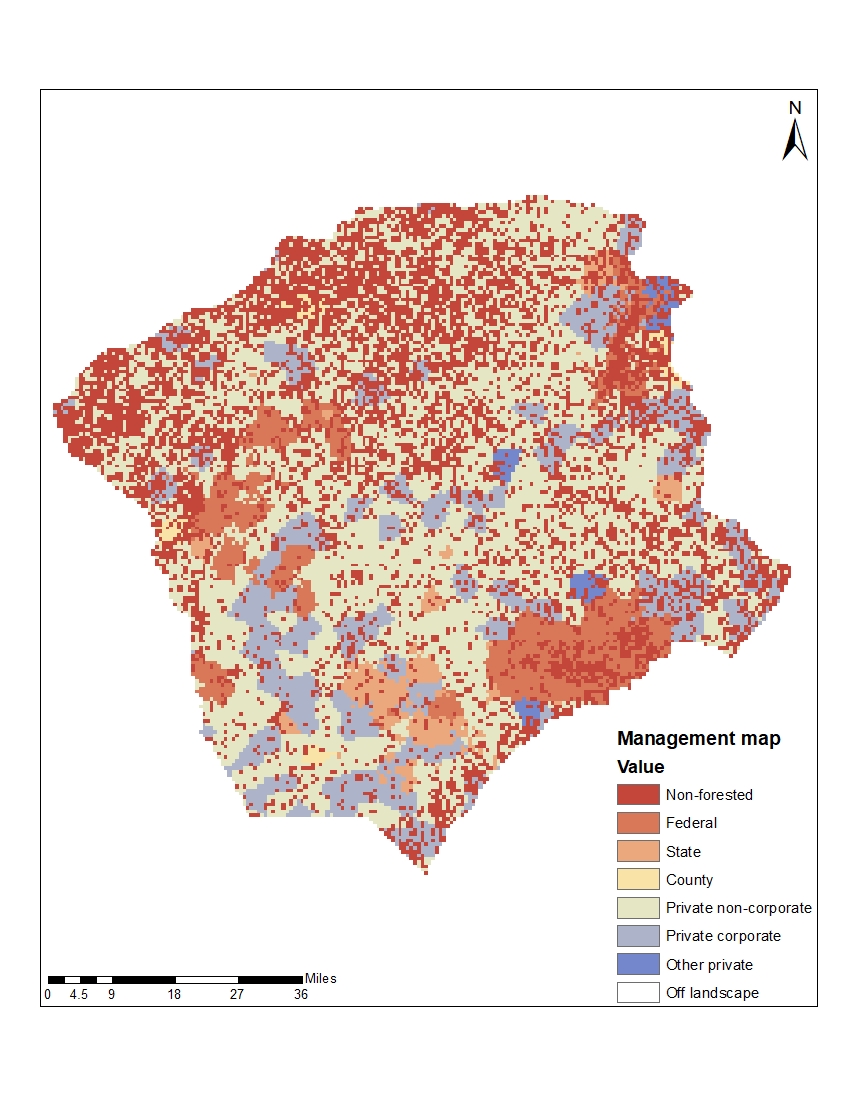 N
Management map
Value
Non-forested
Federal
State
County
Private non-corporate
Private corporate
Other private
Off landscape
Miles
0 4.5 9 18 27 36